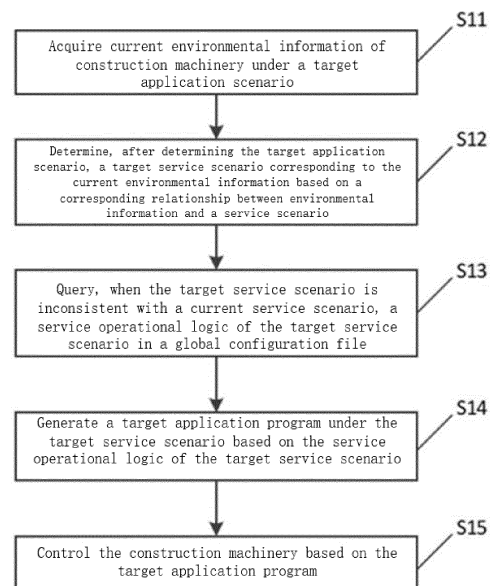 S11
Acquire current environmental information of
construction machinery under a target
application scenario
S12
Determine, after determining the target application
scenario, a target service scenario corresponding to the
current environmental information based on a
corresponding relationship between environmental
information and a service scenario
S13
Query, when the target service scenario is
inconsistent with a current service scenario, a
service operational logic of the target service
scenario in a global configuration file
S14
Generate a target application program under the
target service scenario based on the service
operational logic of the target service scenario
S15
Control the construction machinery based on the
target application program